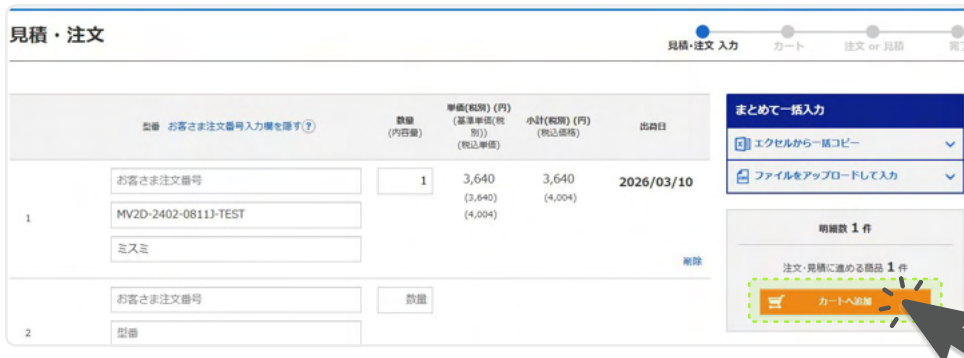 見積・注文
見積・注文 入力
カート
注文 or 見積
型番 お客さま注文番号入力欄を隠す?
数量
(内容量)
単価(税別) (円)
(基準単価(税
別))
(税込単価)
小計(税別) (円)
(税込価格)
出荷日
まとめて一括入力
エクセルから一括コピー
ファイルをアップロードして入力
1
お客さま注文番号
MV2D-2402-0811J-TEST
ミスミ
1
3,640
(3,640)
(4,004)
3,640
(4,004)
2026/03/10
削除
明細数 1 件
注文・見積に進める商品 1 件
カートへ追加
2
お客さま注文番号
型番
数量